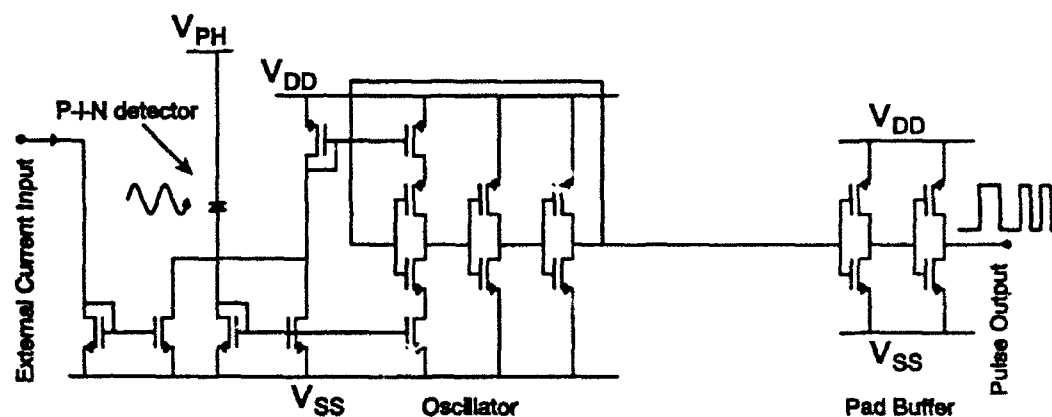 V_PH
V_DD
P+N detector
External Current Input
V_DD
V_SS
Pulse Output
V_SS
Oscillator
Pad Buffer